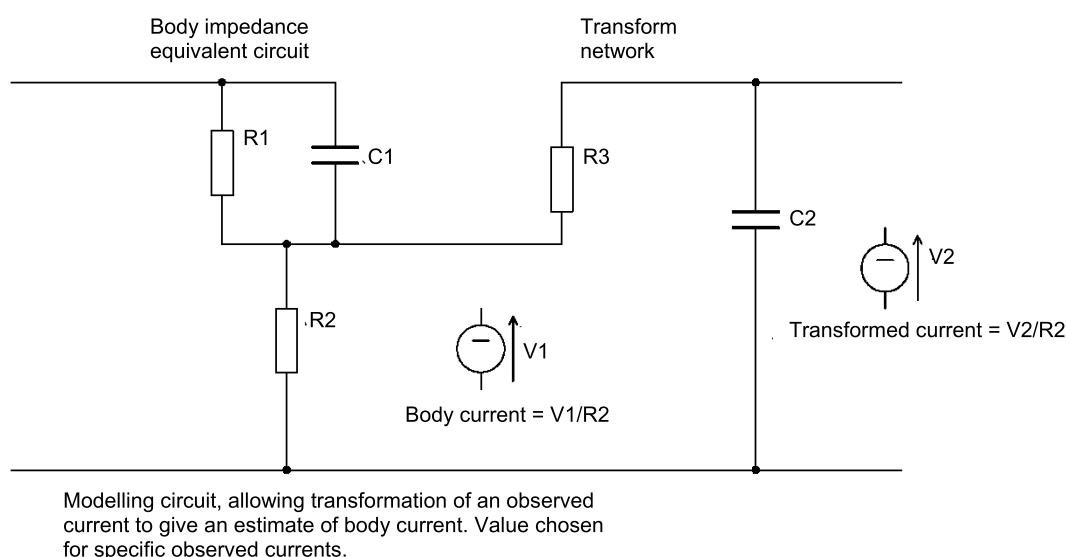 Body impedance
equivalent circuit
Transform
network
R1
C1
R3
C2
V2
R2
Transformed current = V2/R2
V1
Body current = V1/R2
Modelling circuit, allowing transformation of an observed
current to give an estimate of body current. Value chosen
for specific observed currents.